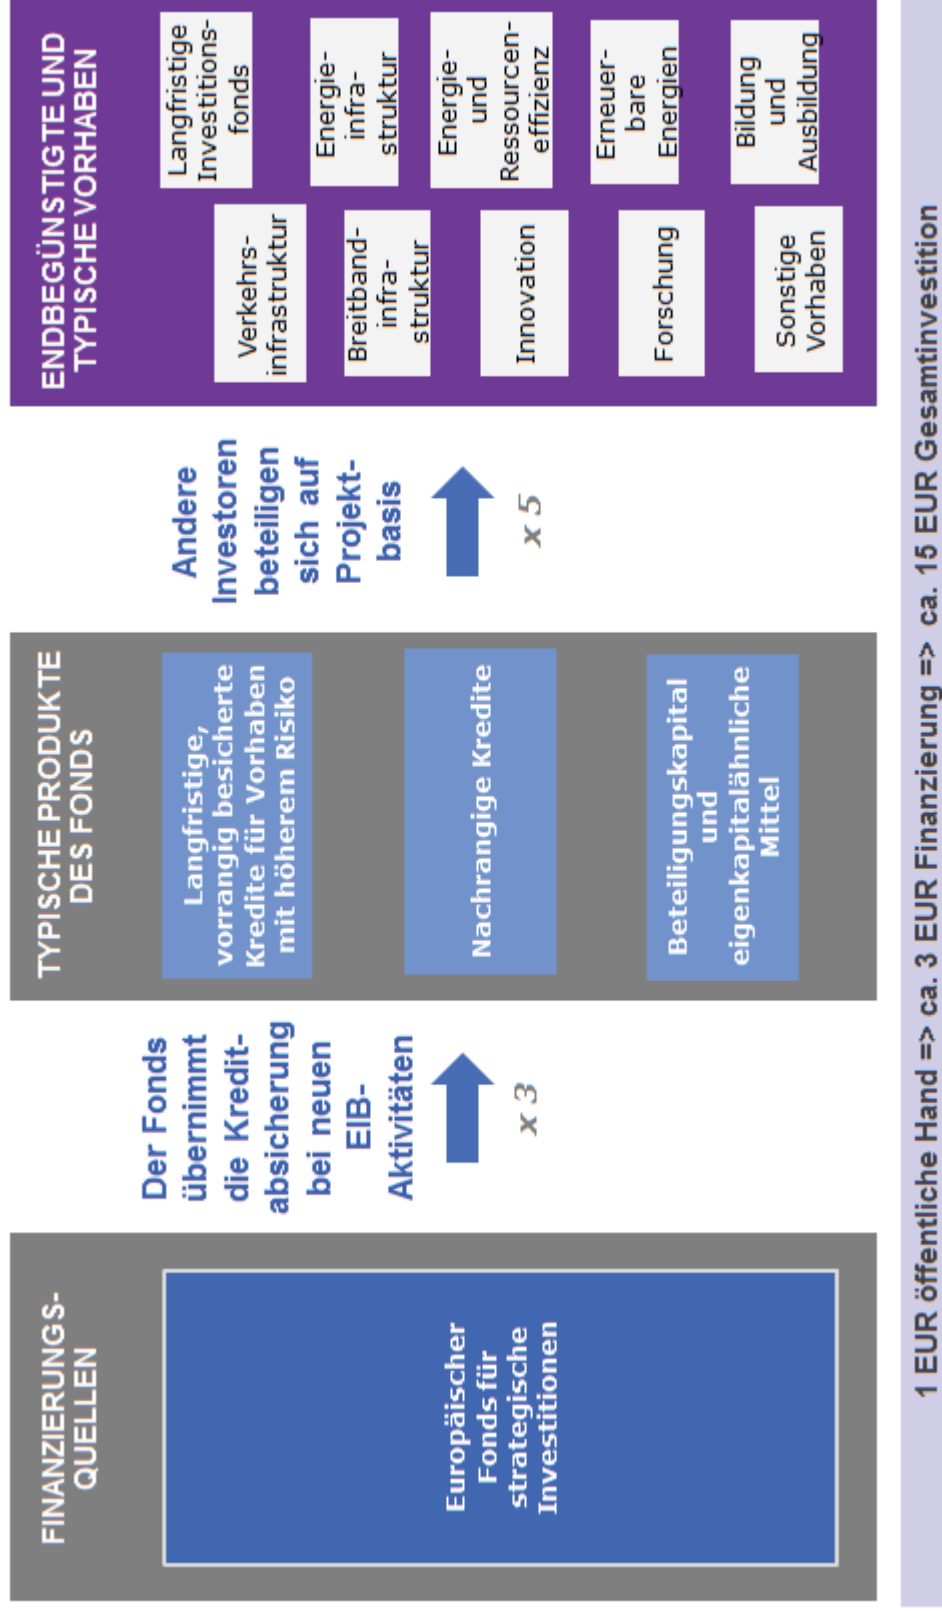 FINANZIERUNGS-
QUELLEN
Europäischer
Fonds für
strategische
Investitionen
Der Fonds
übernimmt
die Kredit-
absicherung
bei neuen
EIB-
Aktivitäten
x 3
TYPISCHE PRODUKTE
DES FONDS
Langfristige,
vorrangig besicherte
Kredite für Vorhaben
mit höherem Risiko
Nachrangige Kredite
Beteiligungskapital
und
eigenkapitalähnliche
Mittel
Andere
Investoren
beteiligen
sich auf
Projekt-
basis
x 5
ENDBEGÜNSTIGTE UND
TYPISCHE VORHABEN
Langfristige
Investitions-
fonds
Verkehrs-
infrastruktur
Energie-
infra-
struktur
Breitband-
infra-
struktur
Energie-
und
Ressourcen-
effizienz
Innovation
Erneuer-
bare
Energien
Forschung
Bildung
und
Ausbildung
Sonstige
Vorhaben
1 EUR öffentliche Hand => ca. 3 EUR Finanzierung => ca. 15 EUR Gesamtinvestition